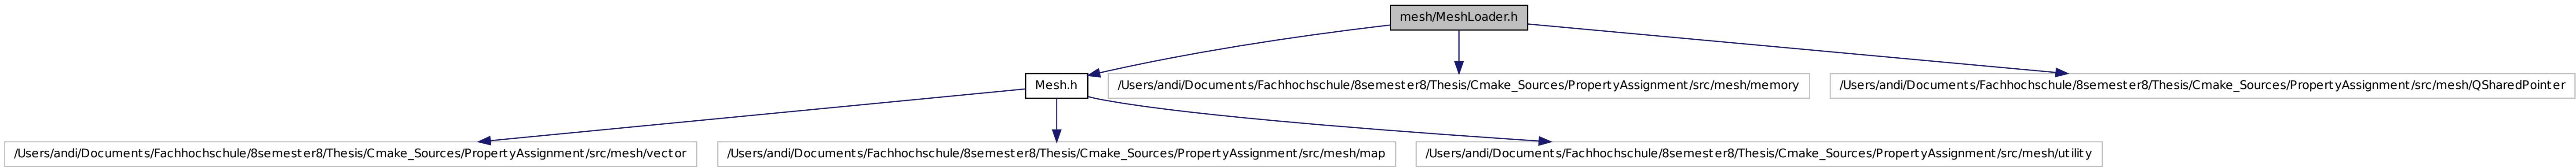 mesh/MeshLoader.h
Mesh.h
/Users/andi/Documents/Fachhochschule/8semester8/Thesis/Cmake_Sources/PropertyAssignment/src/mesh/memory
/Users/andi/Documents/Fachhochschule/8semester8/Thesis/Cmake_Sources/PropertyAssignment/src/mesh/QSharedPointer
/Users/andi/Documents/Fachhochschule/8semester8/Thesis/Cmake_Sources/PropertyAssignment/src/mesh/vector
/Users/andi/Documents/Fachhochschule/8semester8/Thesis/Cmake_Sources/PropertyAssignment/src/mesh/map
/Users/andi/Documents/Fachhochschule/8semester8/Thesis/Cmake_Sources/PropertyAssignment/src/mesh/utility